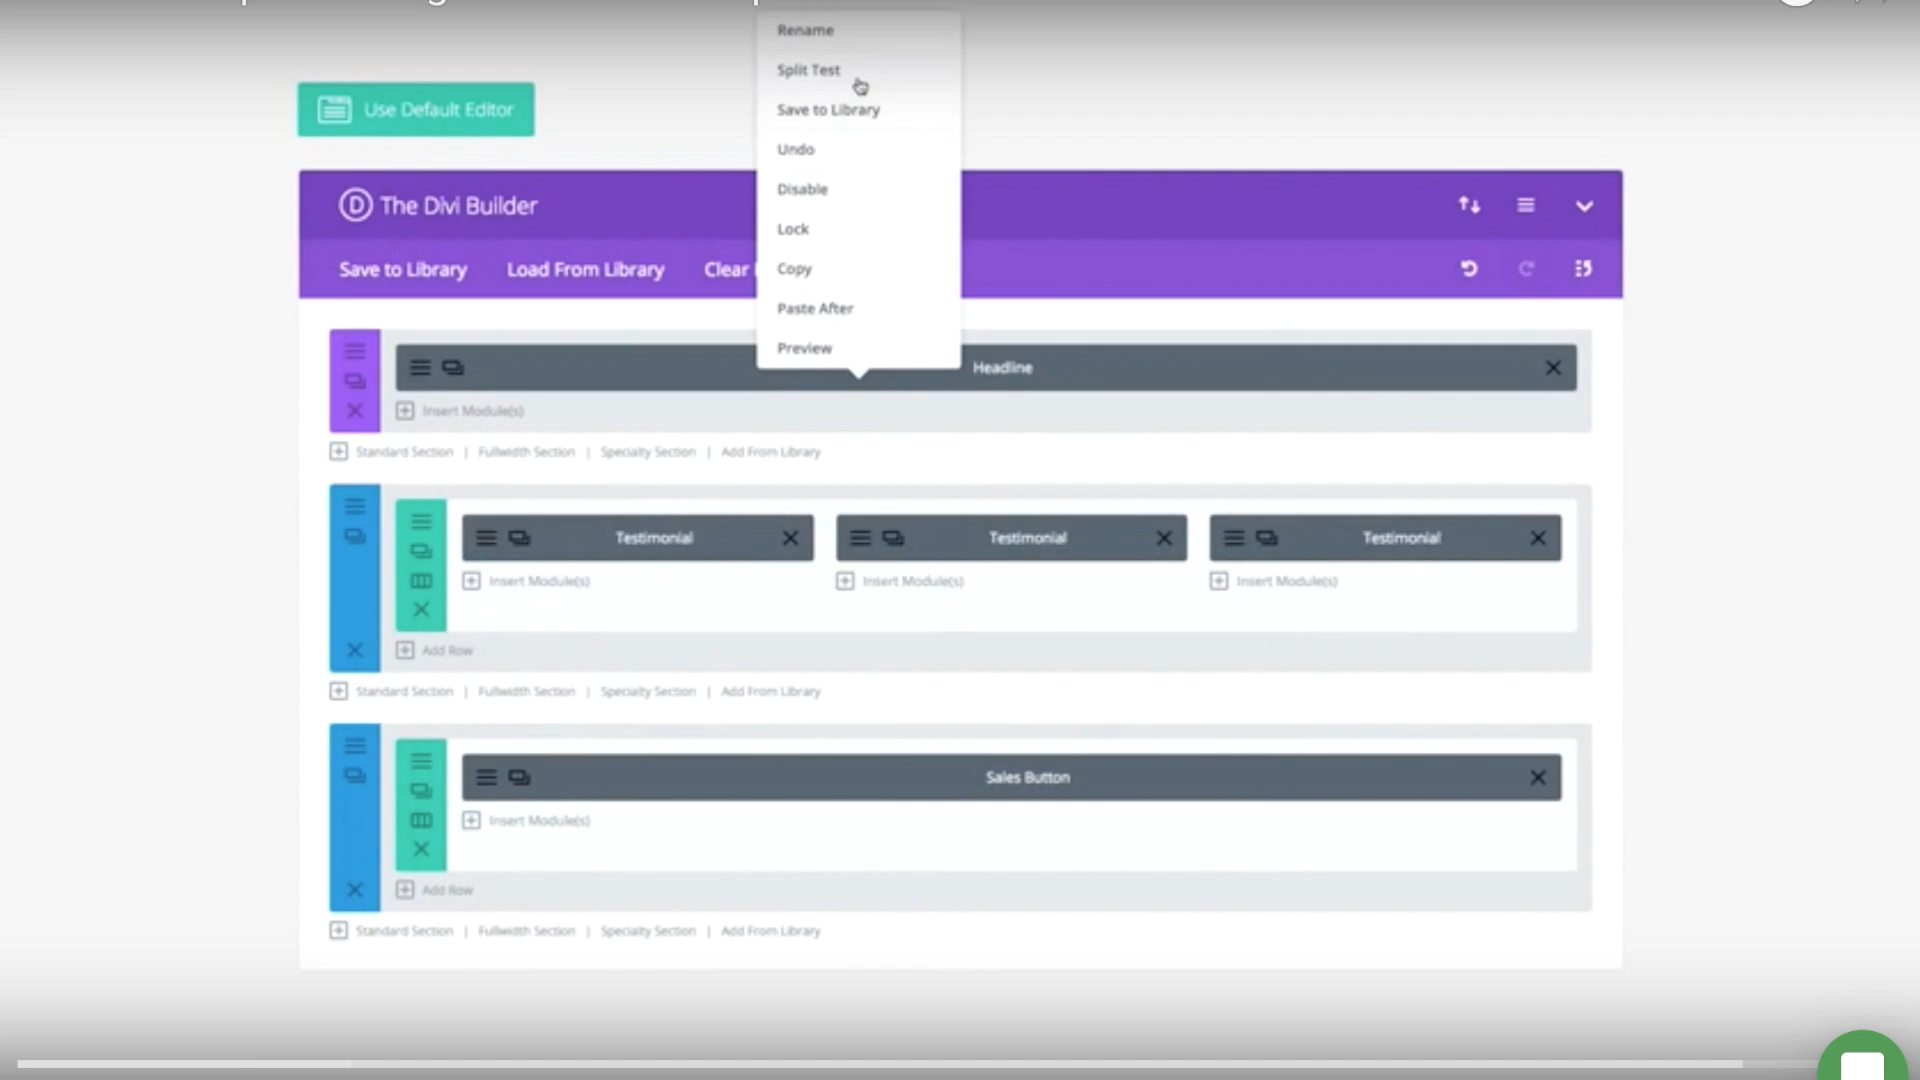 Rename
Split Test
Save to Library
Undo
Disable
Lock
Copy
Paste After
Preview
Use Default Editor
The Divi Builder
Save to Library Load From Library Clear
Headline
Insert Module(s)
Standard Section | Fullwidth Section | Specialty Section | Add From Library
Testimonial Testimonial Testimonial
Insert Module(s) Insert Module(s) Insert Module(s)
Add Row
Standard Section | Fullwidth Section | Specialty Section | Add From Library
Sales Button
Insert Module(s)
Add Row
Standard Section | Fullwidth Section | Specialty Section | Add From Library